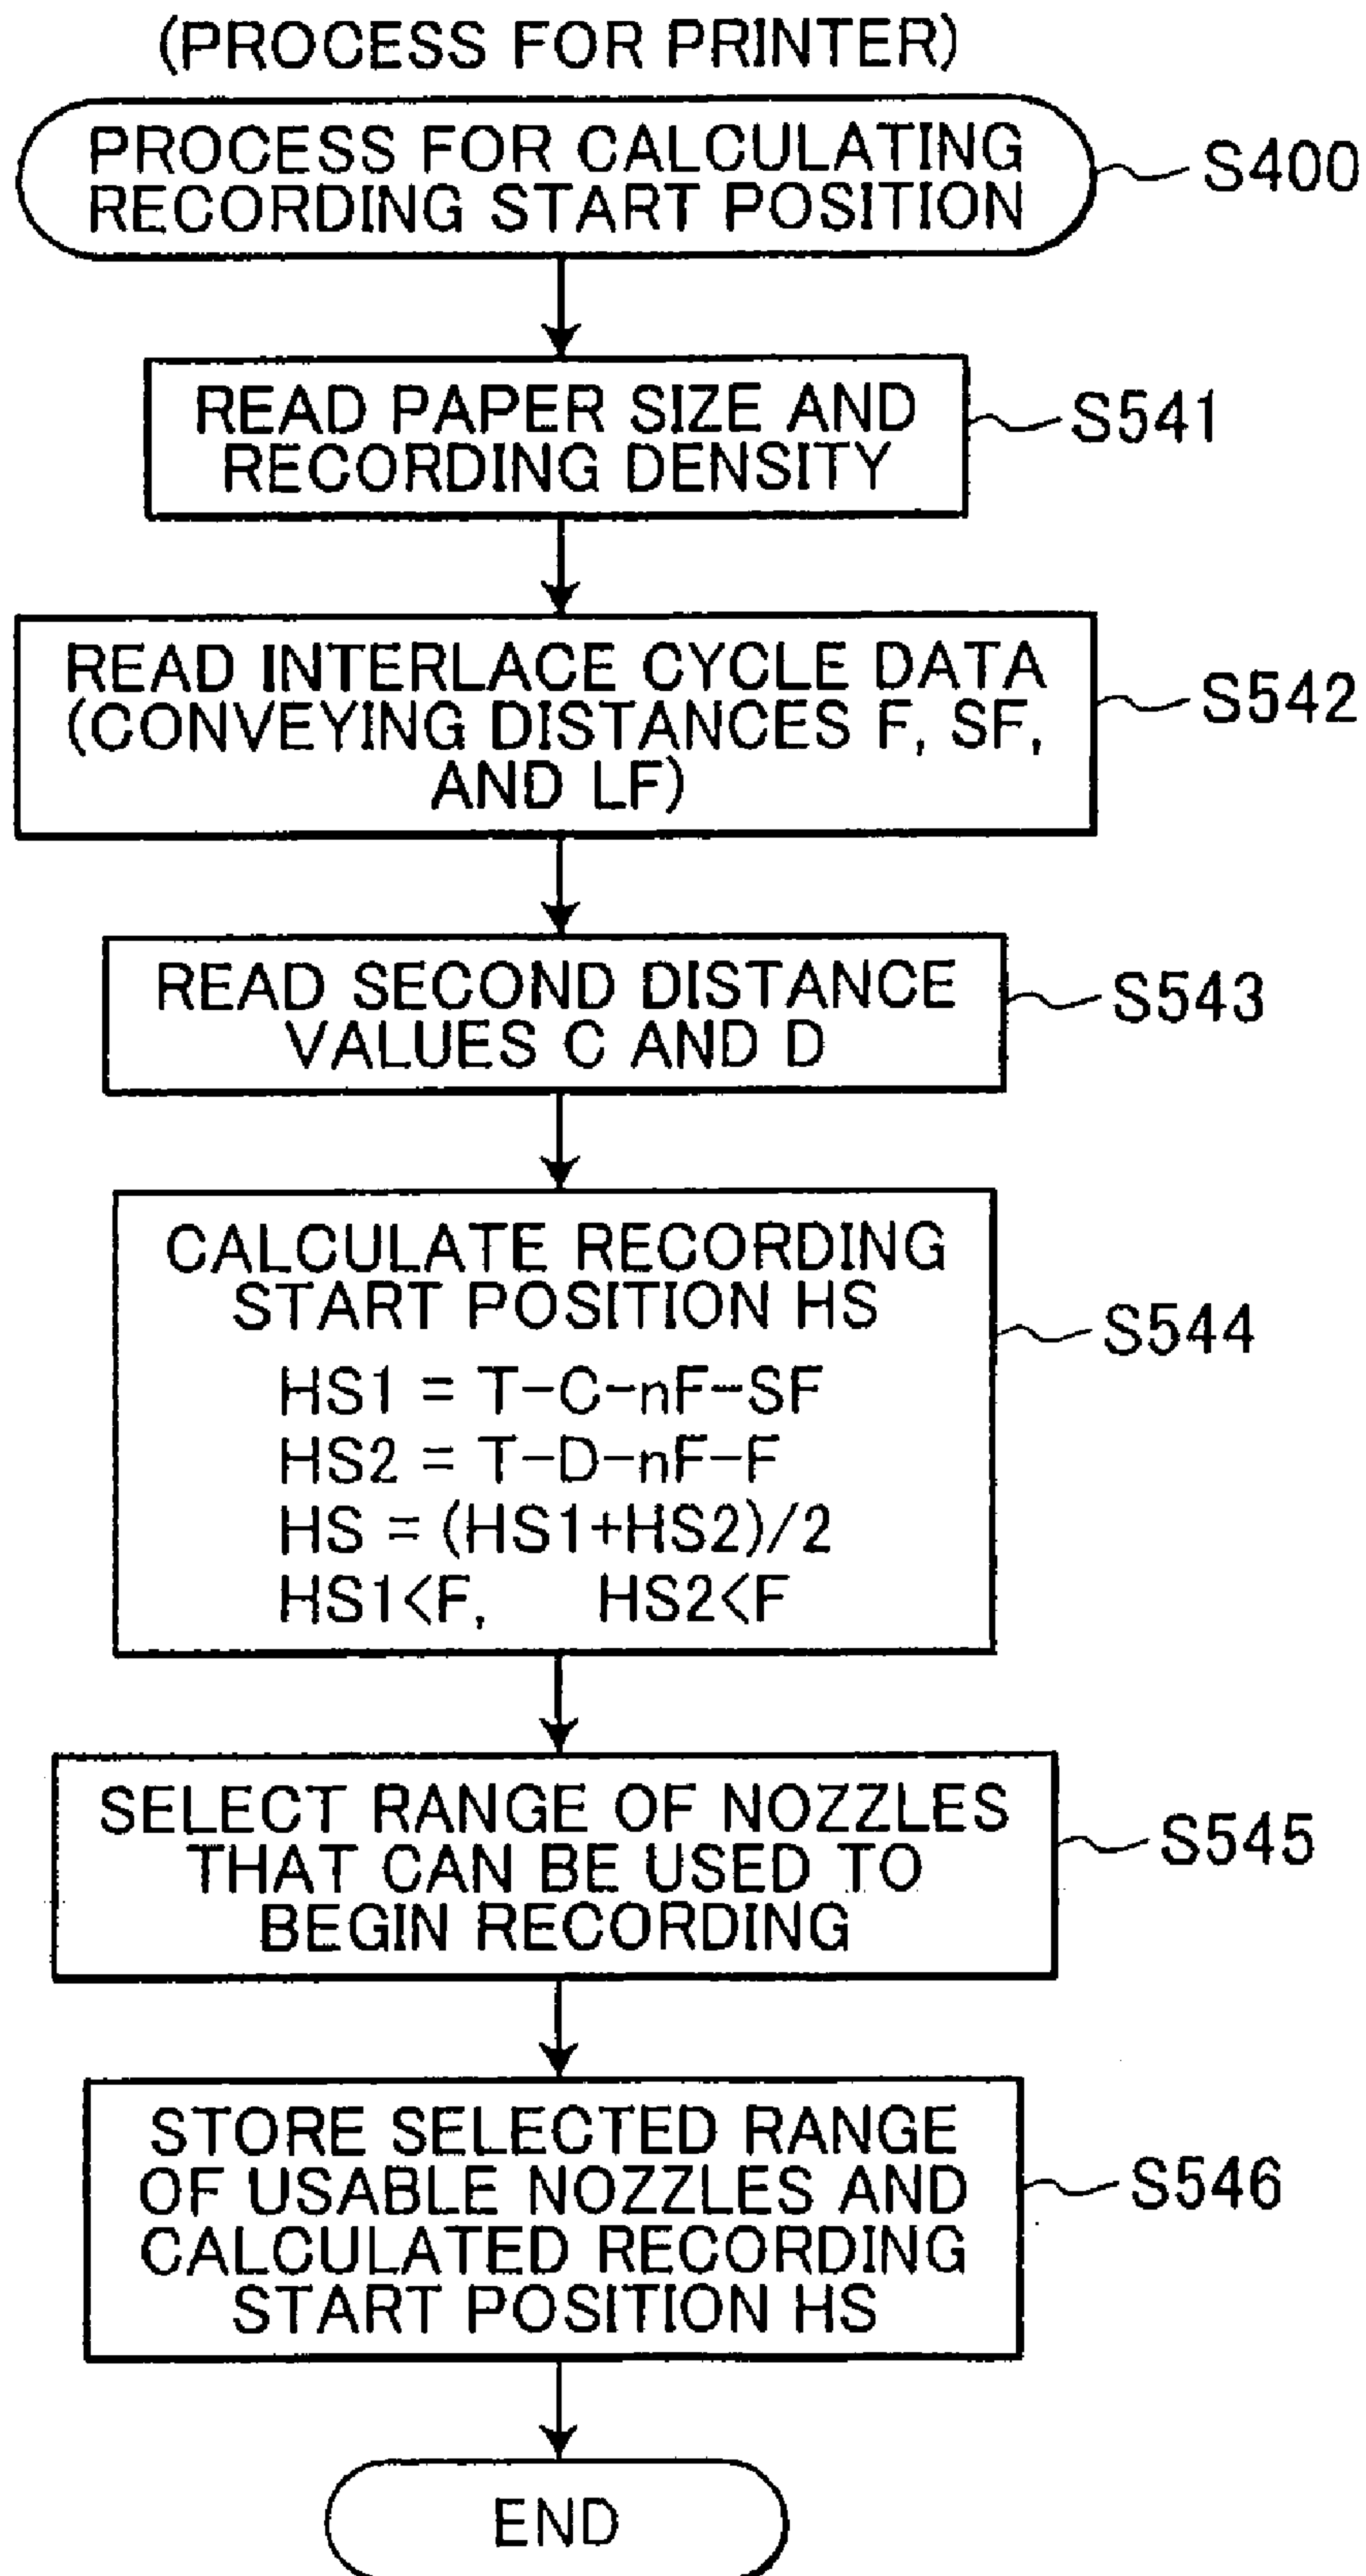 (PROCESS FOR PRINTER)
PROCESS FOR CALCULATING
RECORDING START POSITION
S400
READ PAPER SIZE AND
RECORDING DENSITY
S541
READ INTERLACE CYCLE DATA
(CONVEYING DISTANCES F, SF,
AND LF)
S542
READ SECOND DISTANCE
VALUES C AND D
S543
CALCULATE RECORDING
START POSITION HS
HS1 = T-C-nF-SF
HS2 = T-D-nF-F
HS = (HS1+HS2)/2
HS1<F, HS2<F
S544
SELECT RANGE OF NOZZLES
THAT CAN BE USED TO
BEGIN RECORDING
S545
STORE SELECTED RANGE
OF USABLE NOZZLES AND
CALCULATED RECORDING
START POSITION HS
S546
END